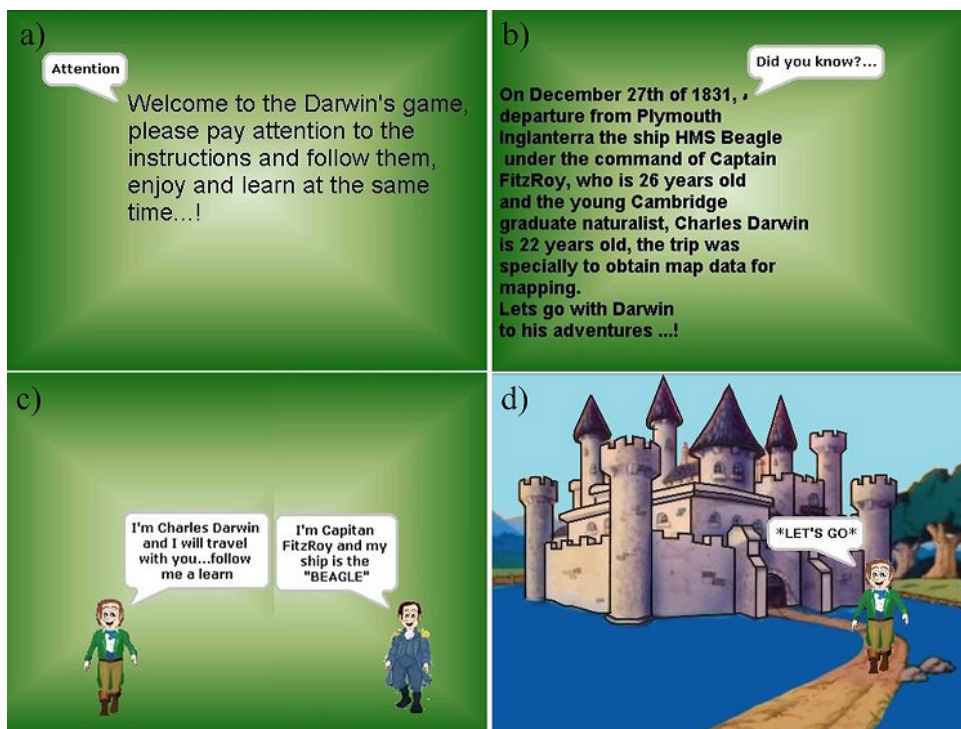 a)
Attention
Welcome to the Darwin's game,
please pay attention to the
instructions and follow them,
enjoy and learn at the same
time...!
b)
Did you know?...
On December 27th of 1831,
departure from Plymouth
Inglanterra the ship HMS Beagle
under the command of Captain
FitzRoy, who is 26 years old
and the young Cambridge
graduate naturalist, Charles Darwin
is 22 years old, the trip was
specially to obtain map data for
mapping.
Lets go with Darwin
to his adventures ...!
c)
I'm Charles Darwin
and I will travel
with you...follow
me a learn
I'm Capitan
FitzRoy and my
ship is the
"BEAGLE"
d)
*LET'S GO*